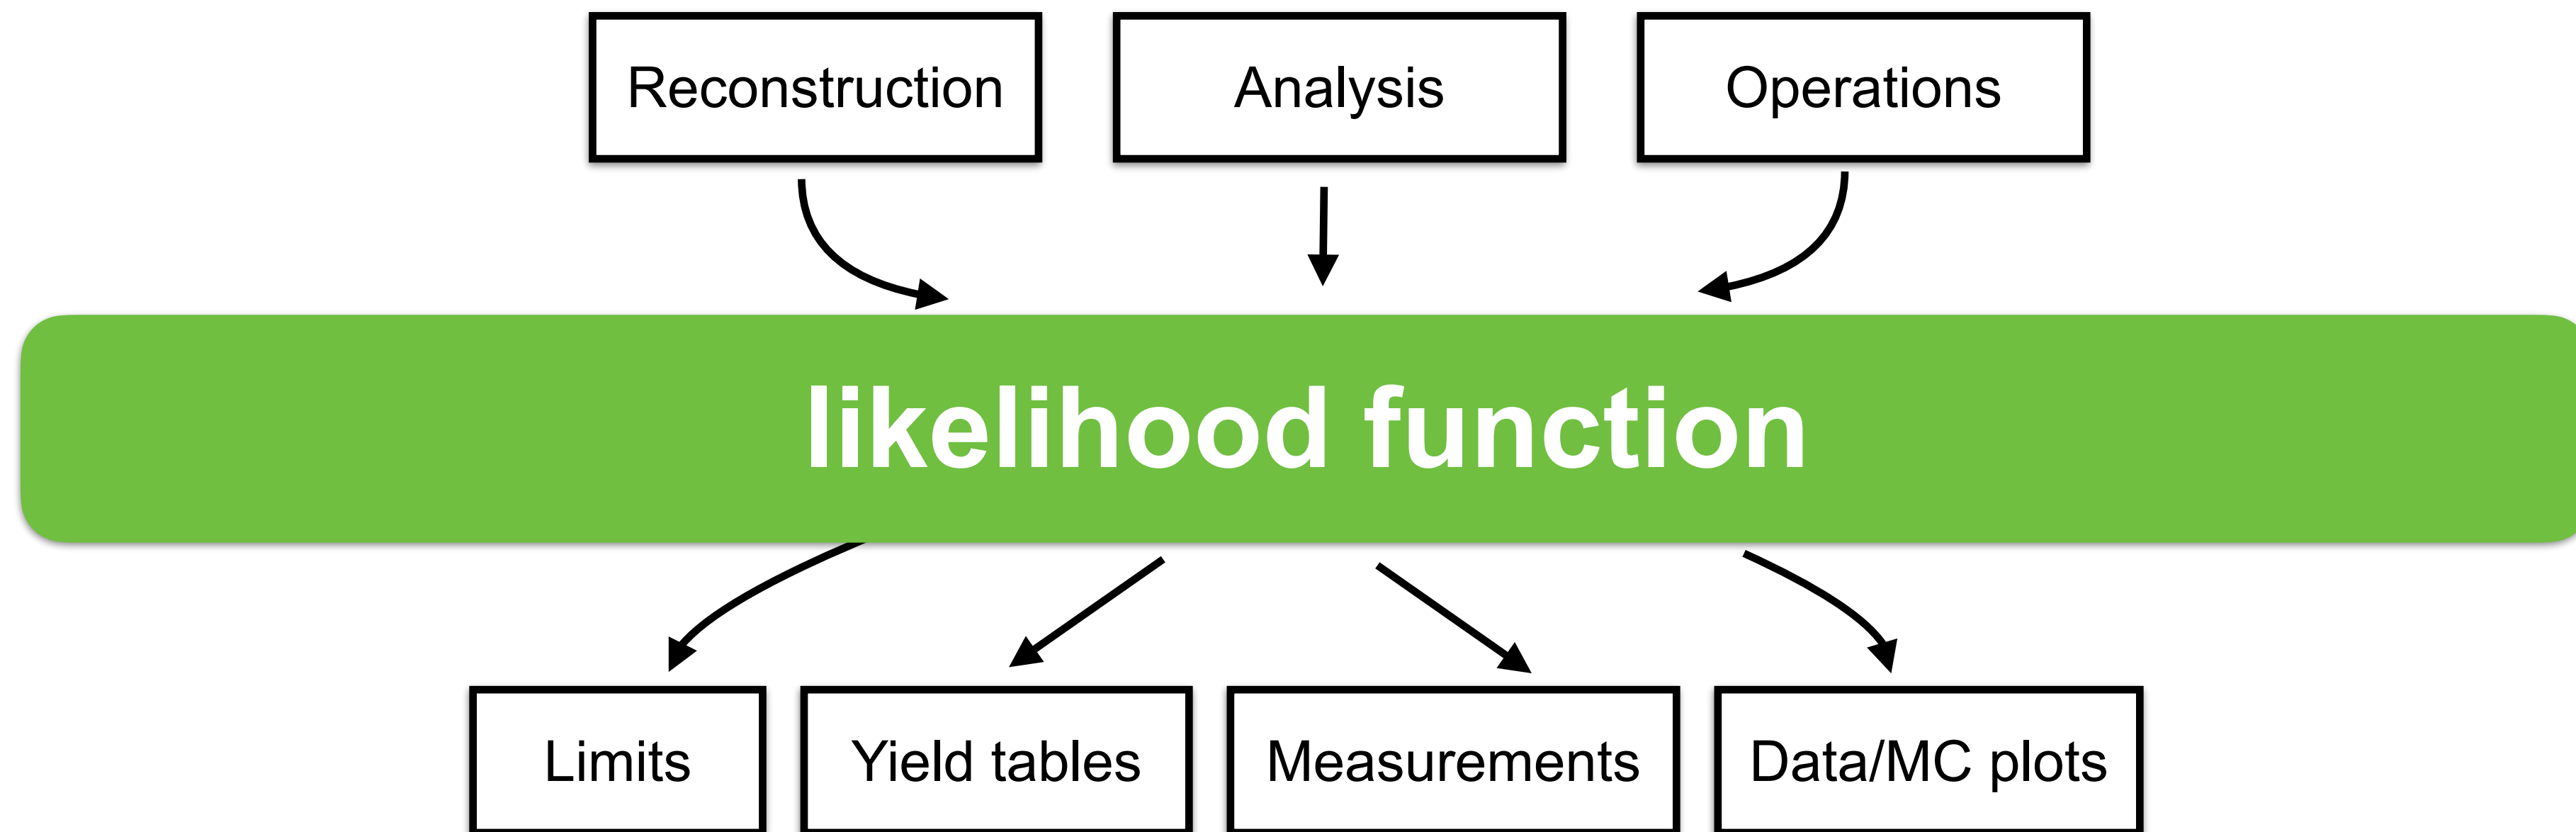 Reconstruction
Analysis
Operations
likelihood function
Limits
Yield tables
Measurements
Data/MC plots